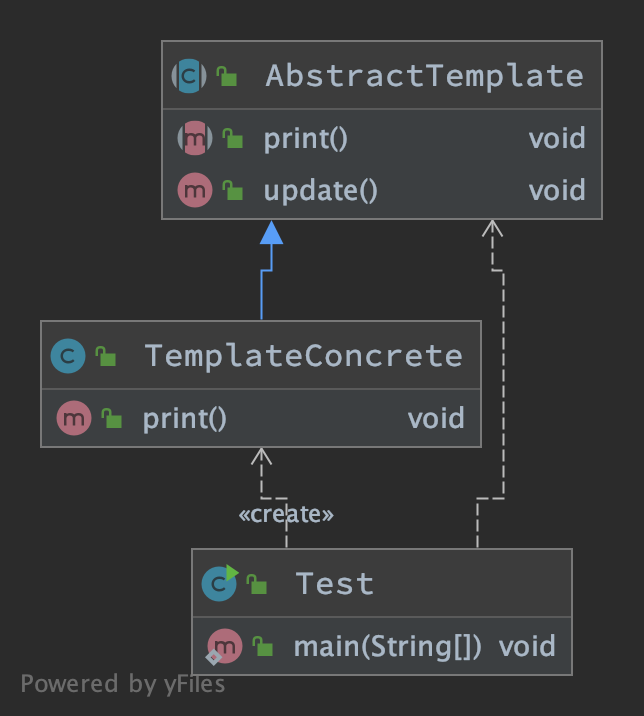 AbstractTemplate
print() void
update() void
TemplateConcrete
print() void
«create»
Test
main(String[]) void
Powered by yFiles